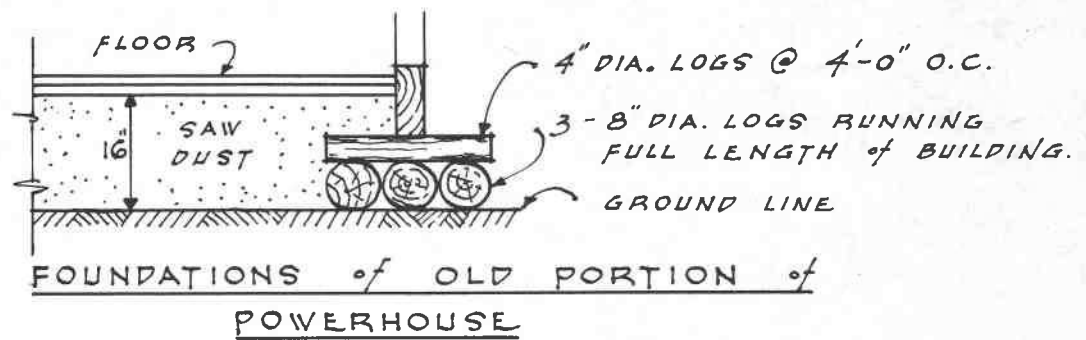 FLOOR
4" DIA. LOGS @ 4'-0" O.C.
SAW
DUST
16"
3 - 8" DIA. LOGS RUNNING
FULL LENGTH of BUILDING.
GROUND LINE
FOUNDATIONS of OLD PORTION of
POWERHOUSE